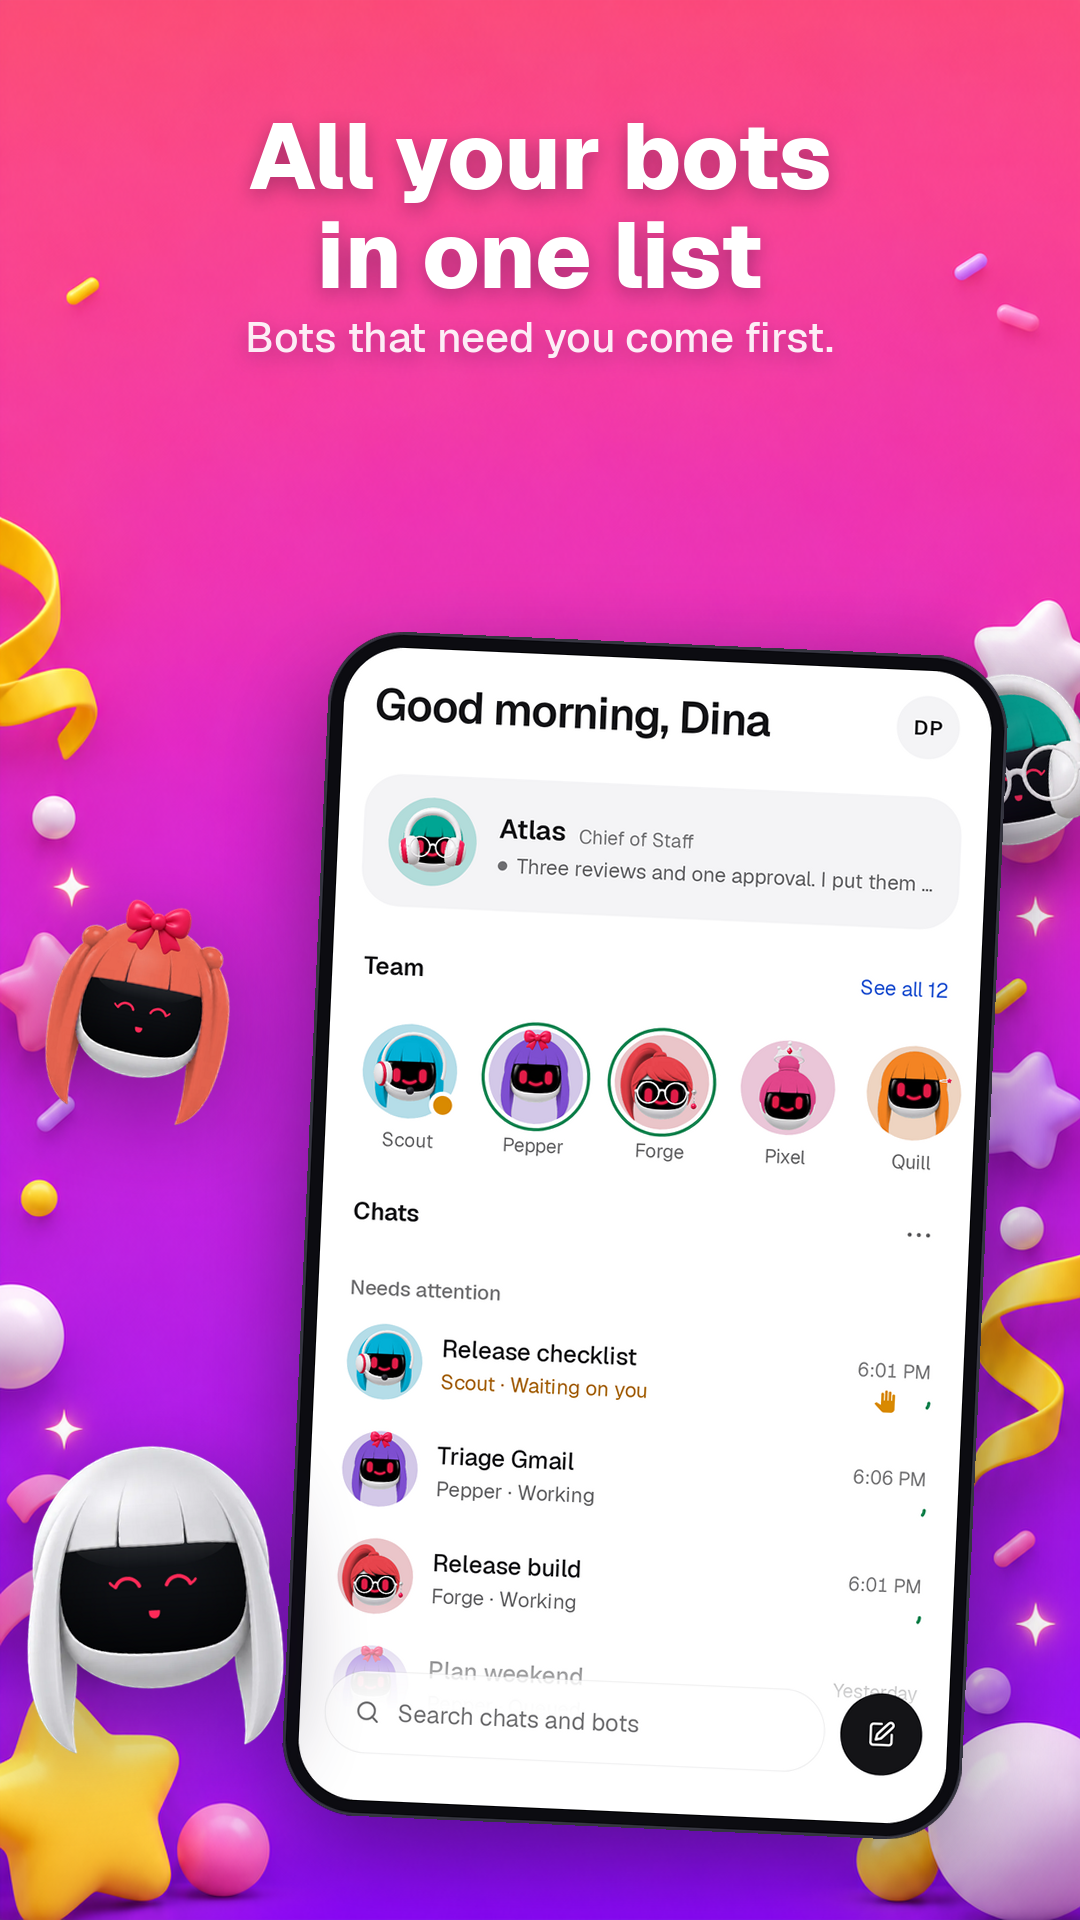 All your bots
in one list
Bots that need you come first.
Good morning, Dina
DP
Atlas Chief of Staff
Three reviews and one approval. I put them ...
Team
See all 12
Scout
Pepper
Forge
Pixel
Quill
Chats
Needs attention
Release checklist
6:01 PM
Scout · Waiting on you
Triage Gmail
6:06 PM
Pepper · Working
Release build
6:01 PM
Forge · Working
Plan weekend
Yesterday
Search chats and bots